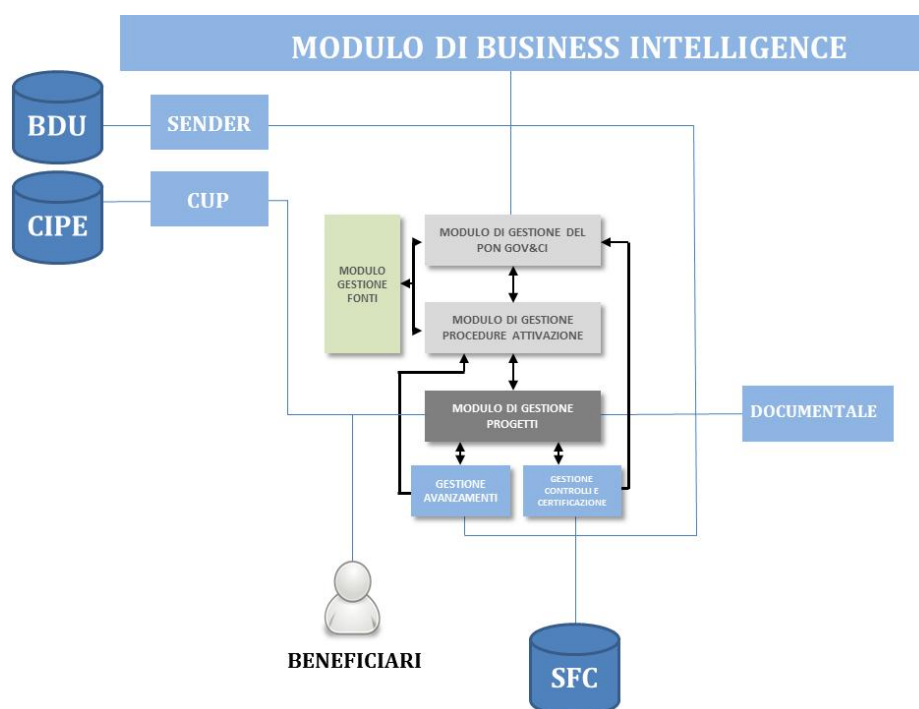 MODULO DI BUSINESS INTELLIGENCE
BDU
SENDER
CIPE
CUP
MODULO DI GESTIONE DEL
PON GOV&CI
MODULO
GESTIONE
FONTI
MODULO DI GESTIONE
PROCEDURE ATTIVAZIONE
MODULO DI GESTIONE
PROGETTI
DOCUMENTALE
GESTIONE
AVANZAMENTI
GESTIONE
CONTROLLI E
CERTIFICAZIONE
BENEFICIARI
SFC